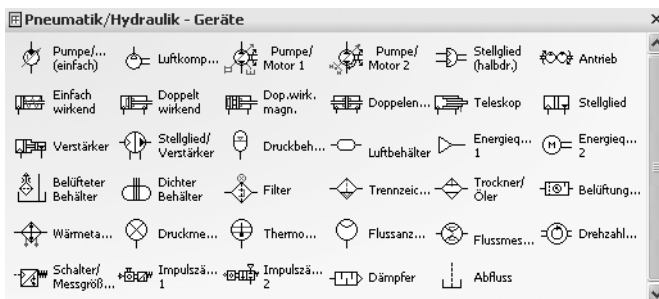 Pneumatik/Hydraulik - Geräte
Pumpe/... (einfach)
Luftkomp...
Pumpe/ Motor 1
Pumpe/ Motor 2
Stellglied (halbdr.)
Antrieb
Einfach wirkend
Doppelt wirkend
Dop.wirk. magn.
Doppelen...
Teleskop
Stellglied
Verstärker
Stellglied/ Verstärker
Druckbeh...
Luftbehälter
Energieq... 1
Energieq... 2
Belüfteter Behälter
Dichter Behälter
Filter
Trennzeic...
Trockner/ Öler
Belüftung...
Wärmeta...
Druckme...
Thermo...
Flussanz...
Flussmes...
Drehzahl...
Schalter/ Messgröß...
Impulszä... 1
Impulszä... 2
Dämpfer
Abfluss